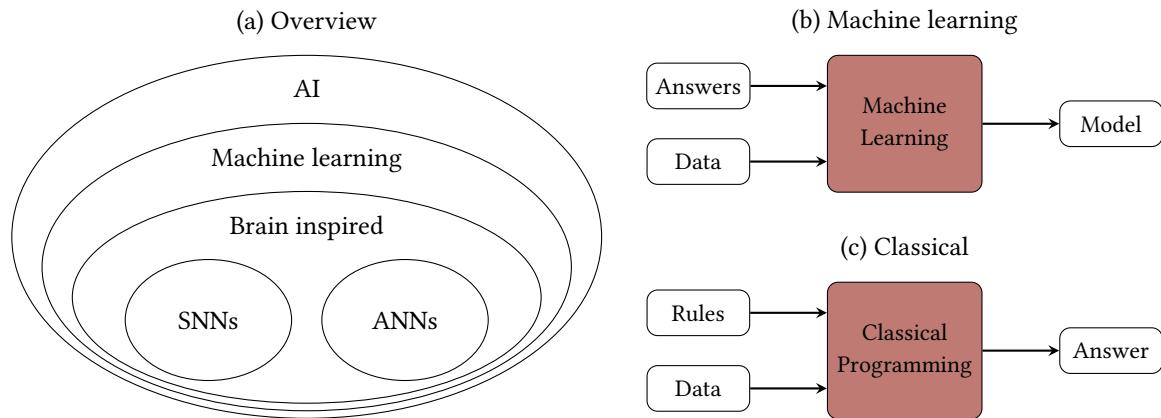 (a) Overview
AI
Machine learning
Brain inspired
SNNs
ANNs
(b) Machine learning
Answers
Data
Machine
Learning
Model
(c) Classical
Rules
Data
Classical
Programming
Answer